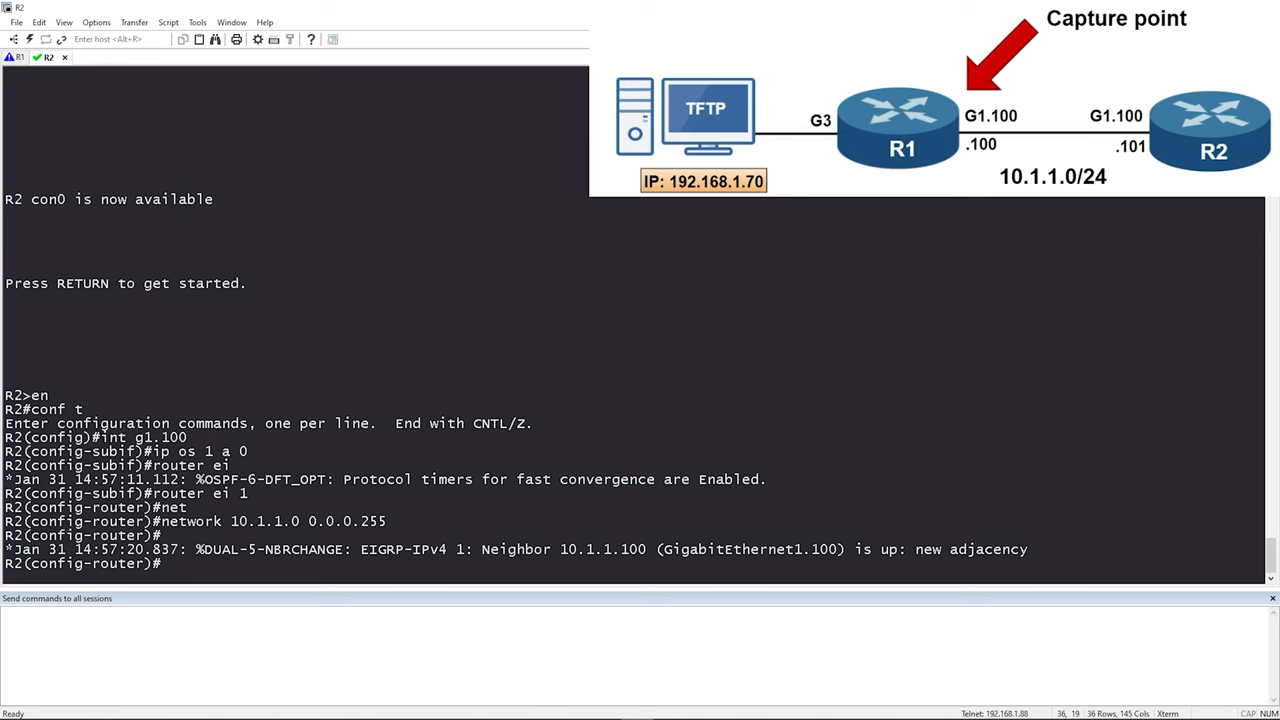 R2
File Edit View Options Transfer Script Tools Window Help
Enter host <Alt+R>
R1 R2 ×
Capture point
TFTP
G3
R1
G1.100
.100
G1.100
.101
R2
IP: 192.168.1.70
10.1.1.0/24
R2 con0 is now available
Press RETURN to get started.
R2>en
R2#conf t
Enter configuration commands, one per line.  End with CNTL/Z.
R2(config)#int g1.100
R2(config-subif)#ip os 1 a 0
R2(config-subif)#router ei
*Jan 31 14:57:11.112: %OSPF-6-DFT_OPT: Protocol timers for fast convergence are Enabled.
R2(config-subif)#router ei 1
R2(config-router)#net
R2(config-router)#network 10.1.1.0 0.0.0.255
R2(config-router)#
*Jan 31 14:57:20.837: %DUAL-5-NBRCHANGE: EIGRP-IPv4 1: Neighbor 10.1.1.100 (GigabitEthernet1.100) is up: new adjacency
R2(config-router)#
Send commands to all sessions
Ready Telnet: 192.168.1.88 36, 19 36 Rows, 145 Cols Xterm CAP NUM